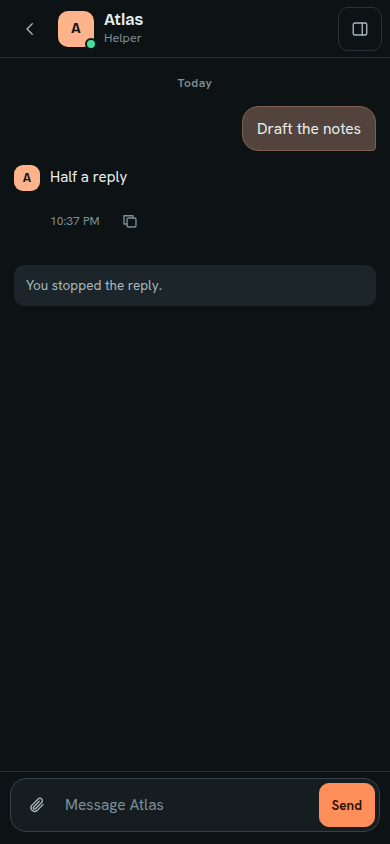 A
Atlas
Helper
Today
Draft the notes
A
Half a reply
10:37 PM
You stopped the reply.
Message Atlas
Send